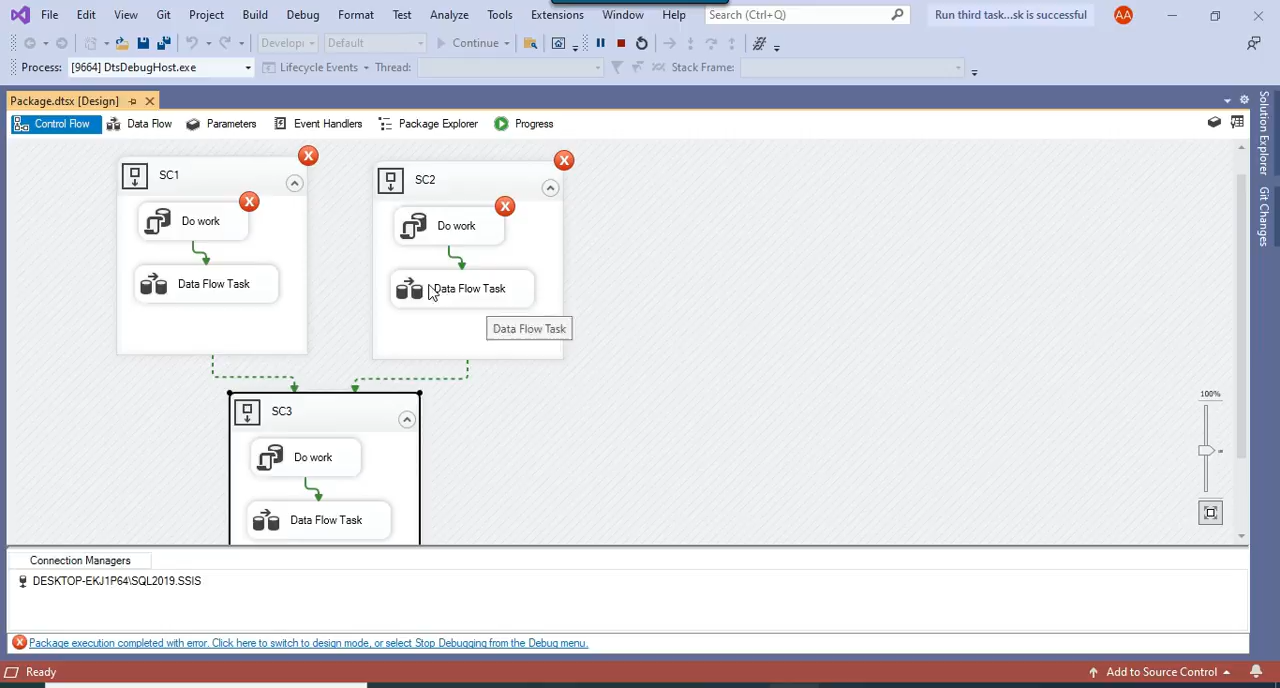 File Edit View Git Project Build Debug Format Test Analyze Tools Extensions Window Help Search (Ctrl+Q) Run third task...sk is successful AA
Developi Default Continue
Process: [9664] DtsDebugHost.exe Lifecycle Events Thread: Stack Frame:
Package.dtsx [Design]
Control Flow Data Flow Parameters Event Handlers Package Explorer Progress
Solution Explorer
Git Changes
SC1
Do work
Data Flow Task
SC2
Do work
Data Flow Task
Data Flow Task
SC3
Do work
Data Flow Task
100%
Connection Managers
DESKTOP-EKJ1P64\SQL2019.SSIS
Package execution completed with error. Click here to switch to design mode, or select Stop Debugging from the Debug menu.
Ready Add to Source Control